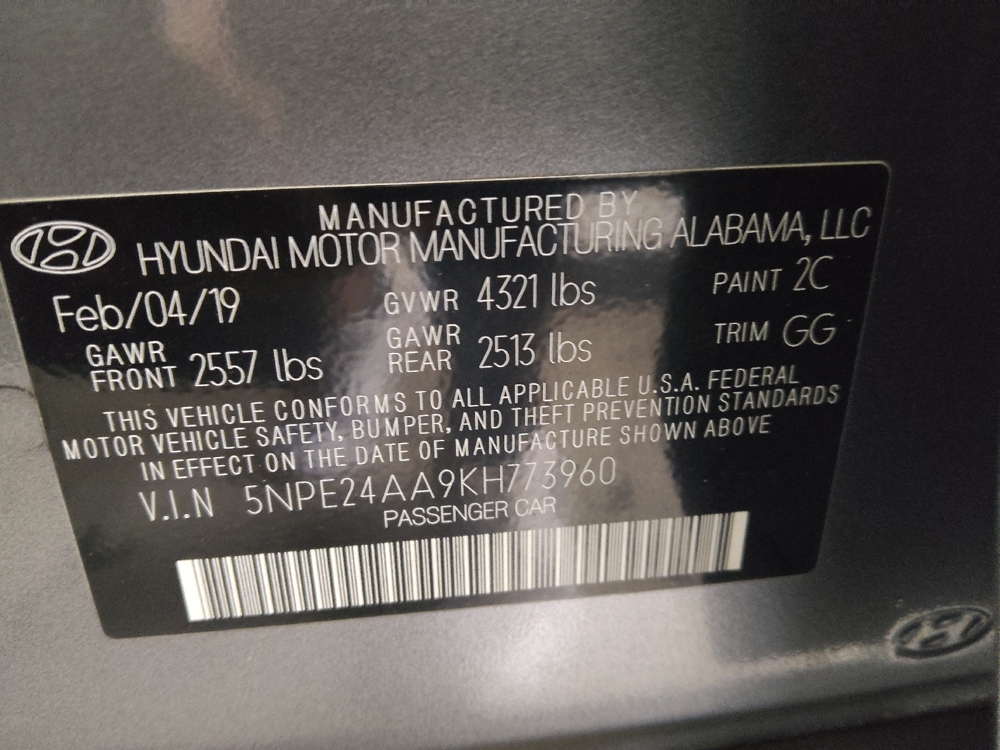 MANUFACTURED BY
HYUNDAI MOTOR MANUFACTURING ALABAMA, LLC
Feb/04/19 GVWR 4321 lbs PAINT 2C
GAWR FRONT 2557 lbs GAWR REAR 2513 lbs TRIM GG
THIS VEHICLE CONFORMS TO ALL APPLICABLE U.S.A. FEDERAL
MOTOR VEHICLE SAFETY, BUMPER, AND THEFT PREVENTION STANDARDS
IN EFFECT ON THE DATE OF MANUFACTURE SHOWN ABOVE
V.I.N 5NPE24AA9KH773960
PASSENGER CAR